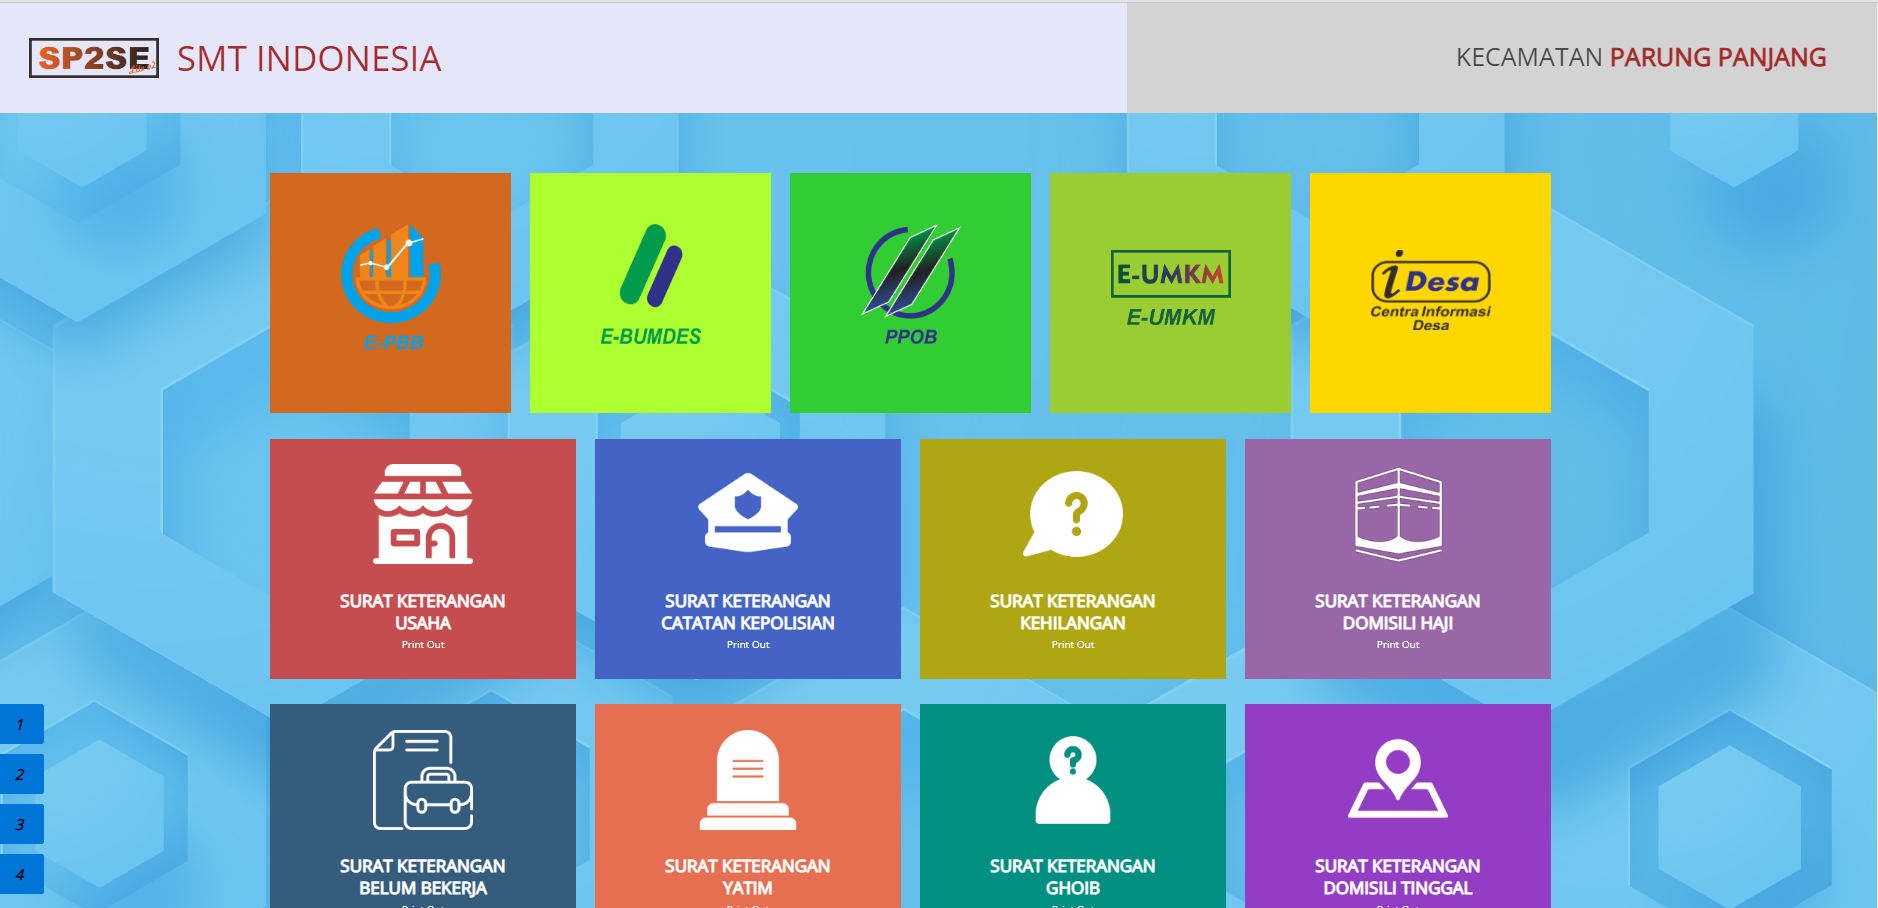 SP2SE
SMT INDONESIA
KECAMATAN PARUNG PANJANG
E-PBB
E-BUMDES
PPOB
E-UMKM
E-UMKM
iDesa
Centra Informasi
Desa
SURAT KETERANGAN
USAHA
Print Out
SURAT KETERANGAN
CATATAN KEPOLISIAN
Print Out
SURAT KETERANGAN
KEHILANGAN
Print Out
SURAT KETERANGAN
DOMISILI HAJI
Print Out
1
2
3
4
SURAT KETERANGAN
BELUM BEKERJA
SURAT KETERANGAN
YATIM
SURAT KETERANGAN
GHOIB
SURAT KETERANGAN
DOMISILI TINGGAL